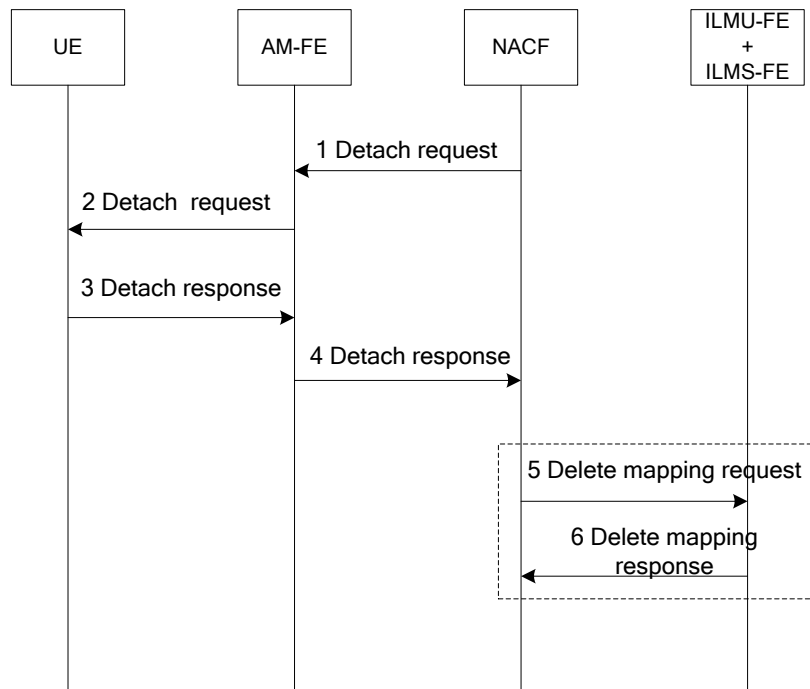 UE
AM-FE
NACF
ILMU-FE
+
ILMS-FE
1 Detach request
2 Detach  request
3 Detach response
4 Detach response
5 Delete mapping request
6 Delete mapping
response